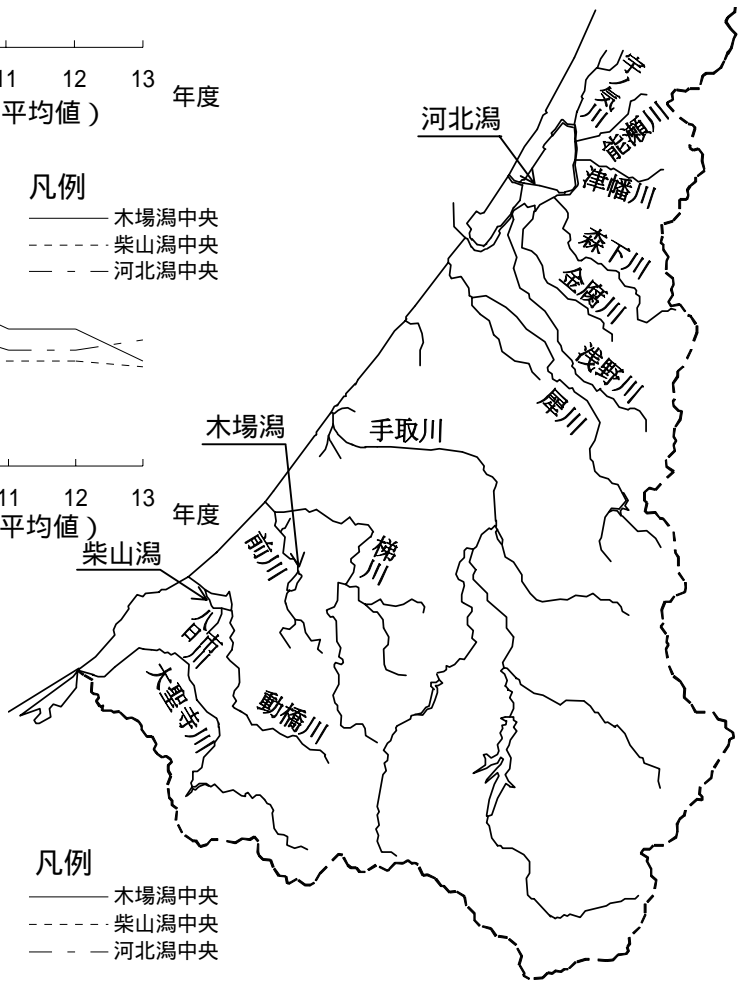 11 12 13 年度
平均値）
凡例
木場潟中央
柴山潟中央
河北潟中央
11 12 13 年度
平均値）
宇ノ気川
能瀬川
河北潟
津幡川
森下川
金腐川
浅野川
犀川
手取川
木場潟
梯川
前川
柴山潟
八日市川
動橋川
大聖寺川
凡例
木場潟中央
柴山潟中央
河北潟中央